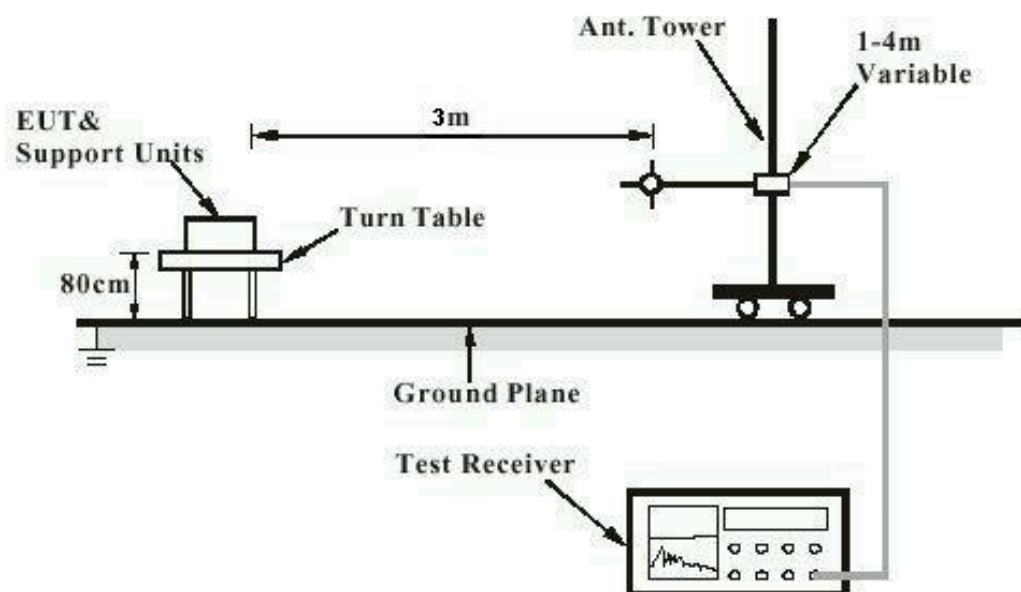 Ant. Tower
1-4m
Variable
3m
EUT&
Support Units
Turn Table
80cm
Ground Plane
Test Receiver